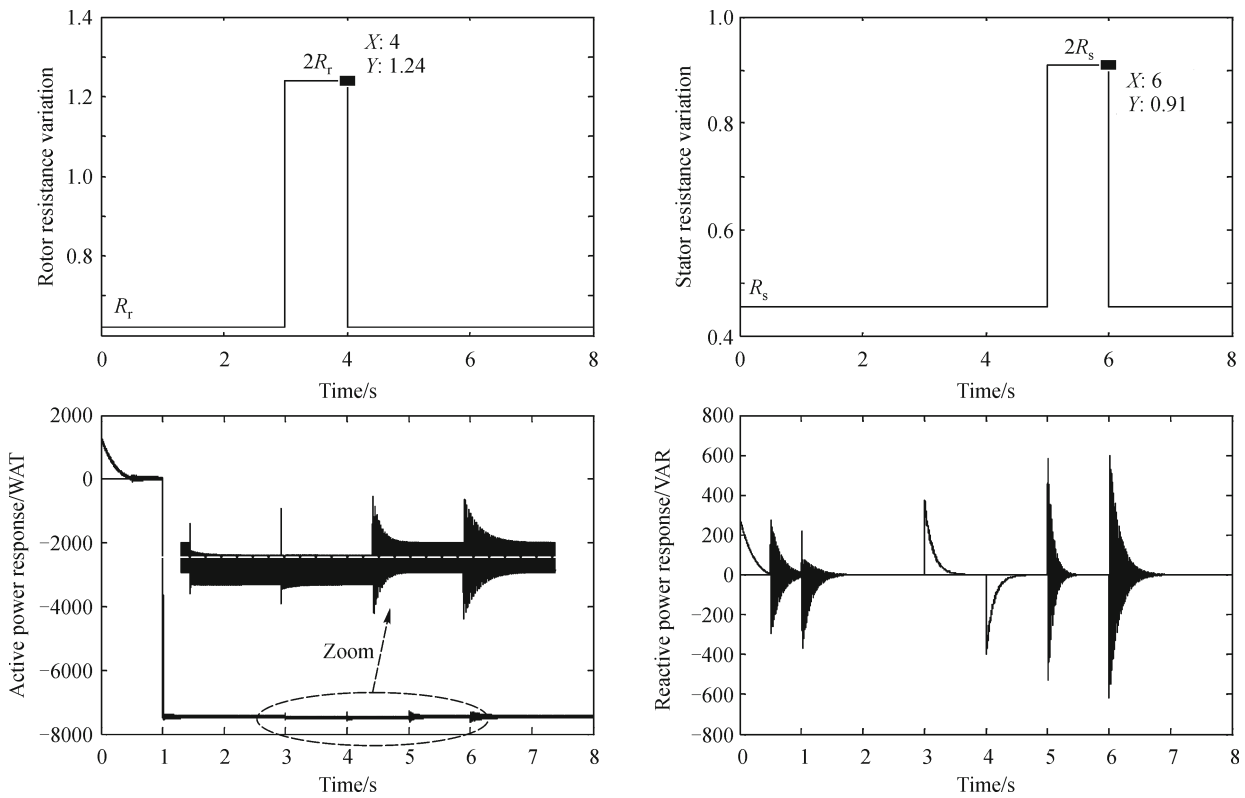 Rotor resistance variation
1.4
1.2
1.0
0.8
2Rr
X: 4
Y: 1.24
Rr
0 2 4 6 8
Time/s
Stator resistance variation
1.0
0.8
0.6
0.4
2Rs
X: 6
Y: 0.91
Rs
0 2 4 6 8
Time/s
Active power response/WAT
2000
0
−2000
−4000
−6000
−8000
Zoom
0 1 2 3 4 5 6 7 8
Time/s
Reactive power response/VAR
800
600
400
200
0
−200
−400
−600
−800
0 1 2 3 4 5 6 7 8
Time/s